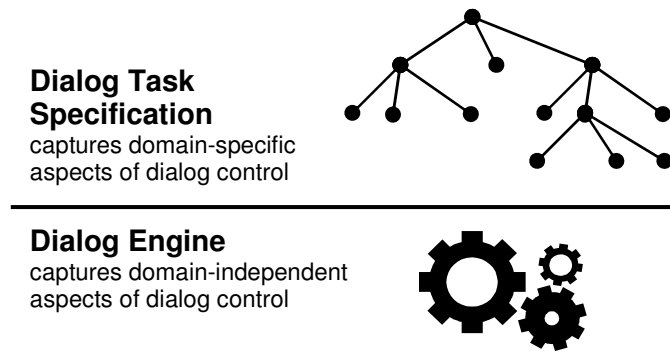 Dialog Task
Specification
captures domain-specific
aspects of dialog control
Dialog Engine
captures domain-independent
aspects of dialog control